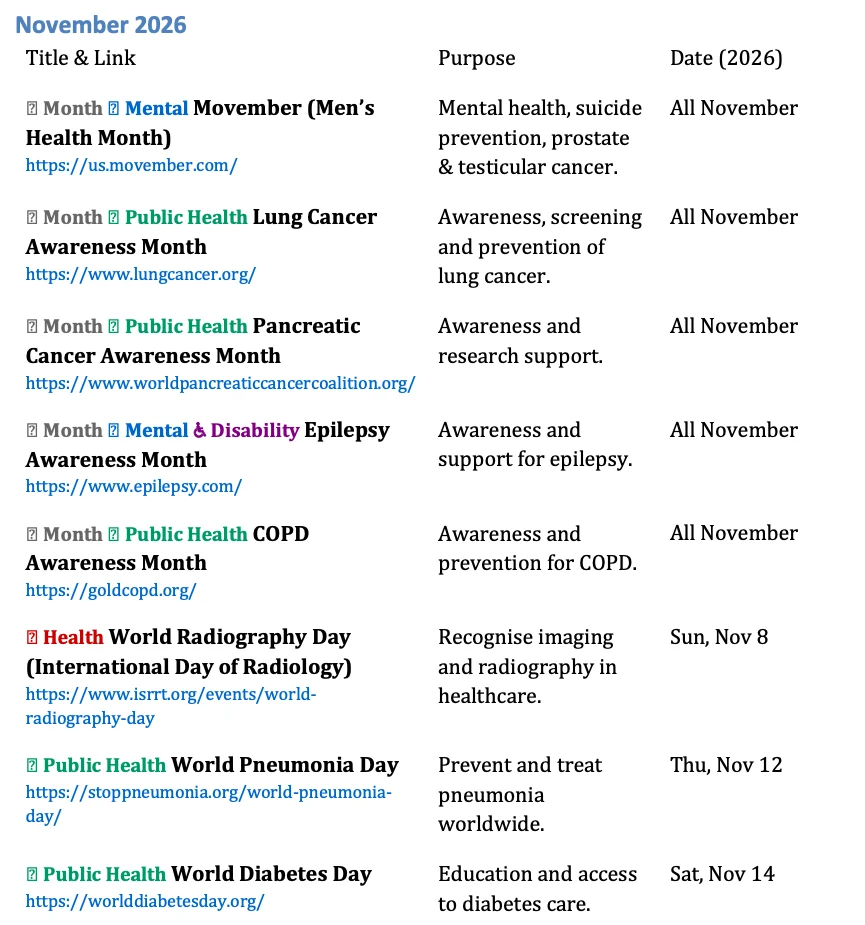 November 2026
Title & Link Purpose Date (2026)
⍰ Month ⍰ Mental Movember (Men’s Health Month)
https://us.movember.com/
Mental health, suicide prevention, prostate & testicular cancer.
All November
⍰ Month ⍰ Public Health Lung Cancer Awareness Month
https://www.lungcancer.org/
Awareness, screening and prevention of lung cancer.
All November
⍰ Month ⍰ Public Health Pancreatic Cancer Awareness Month
https://www.worldpancreaticcancercoalition.org/
Awareness and research support.
All November
⍰ Month ⍰ Mental ♿ Disability Epilepsy Awareness Month
https://www.epilepsy.com/
Awareness and support for epilepsy.
All November
⍰ Month ⍰ Public Health COPD Awareness Month
https://goldcopd.org/
Awareness and prevention for COPD.
All November
⍰ Health World Radiography Day (International Day of Radiology)
https://www.isrrt.org/events/world-radiography-day
Recognise imaging and radiography in healthcare.
Sun, Nov 8
⍰ Public Health World Pneumonia Day
https://stoppneumonia.org/world-pneumonia-day/
Prevent and treat pneumonia worldwide.
Thu, Nov 12
⍰ Public Health World Diabetes Day
https://worlddiabetesday.org/
Education and access to diabetes care.
Sat, Nov 14